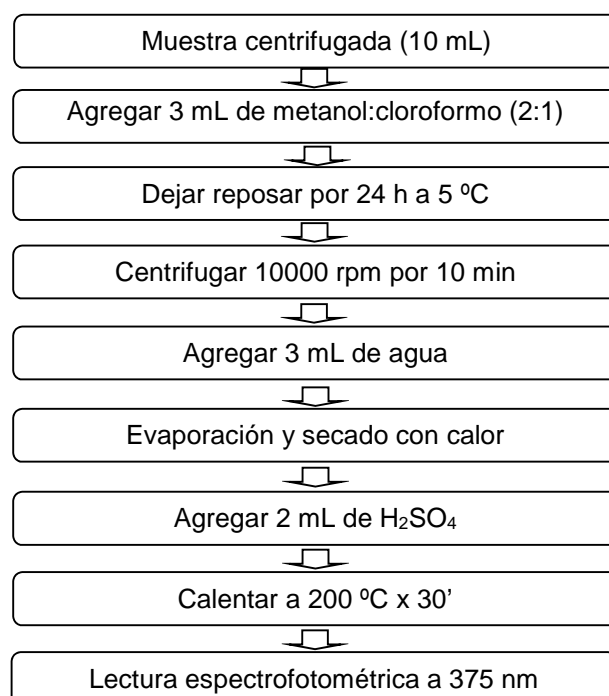 Muestra centrifugada (10 mL)
Agregar 3 mL de metanol:cloroformo (2:1)
Dejar reposar por 24 h a 5 ºC
Centrifugar 10000 rpm por 10 min
Agregar 3 mL de agua
Evaporación y secado con calor
Agregar 2 mL de H₂SO₄
Calentar a 200 ºC x 30’
Lectura espectrofotométrica a 375 nm